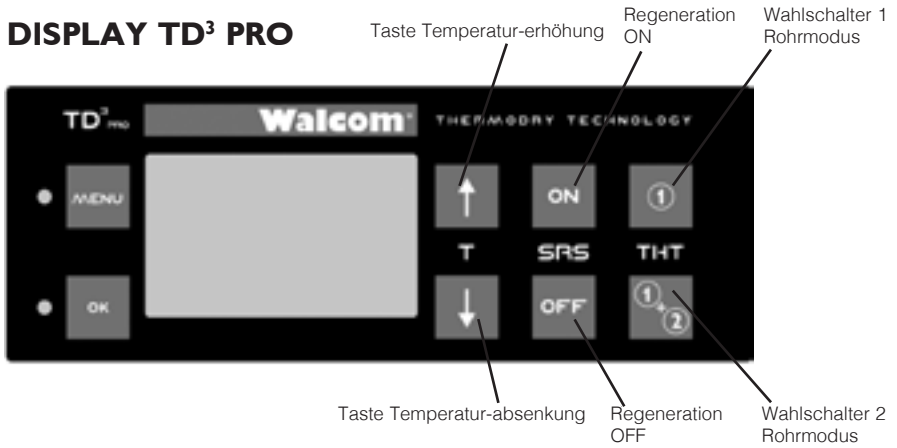 DISPLAY TD³ PRO
Taste Temperatur-erhöhung
Regeneration
ON
Wahlschalter 1
Rohrmodus
TD³ PRO
Walcom®
THERMODRY TECHNOLOGY
MENU
ON
①
T
SRS
THT
OK
OFF
①+②
Taste Temperatur-absenkung
Regeneration
OFF
Wahlschalter 2
Rohrmodus